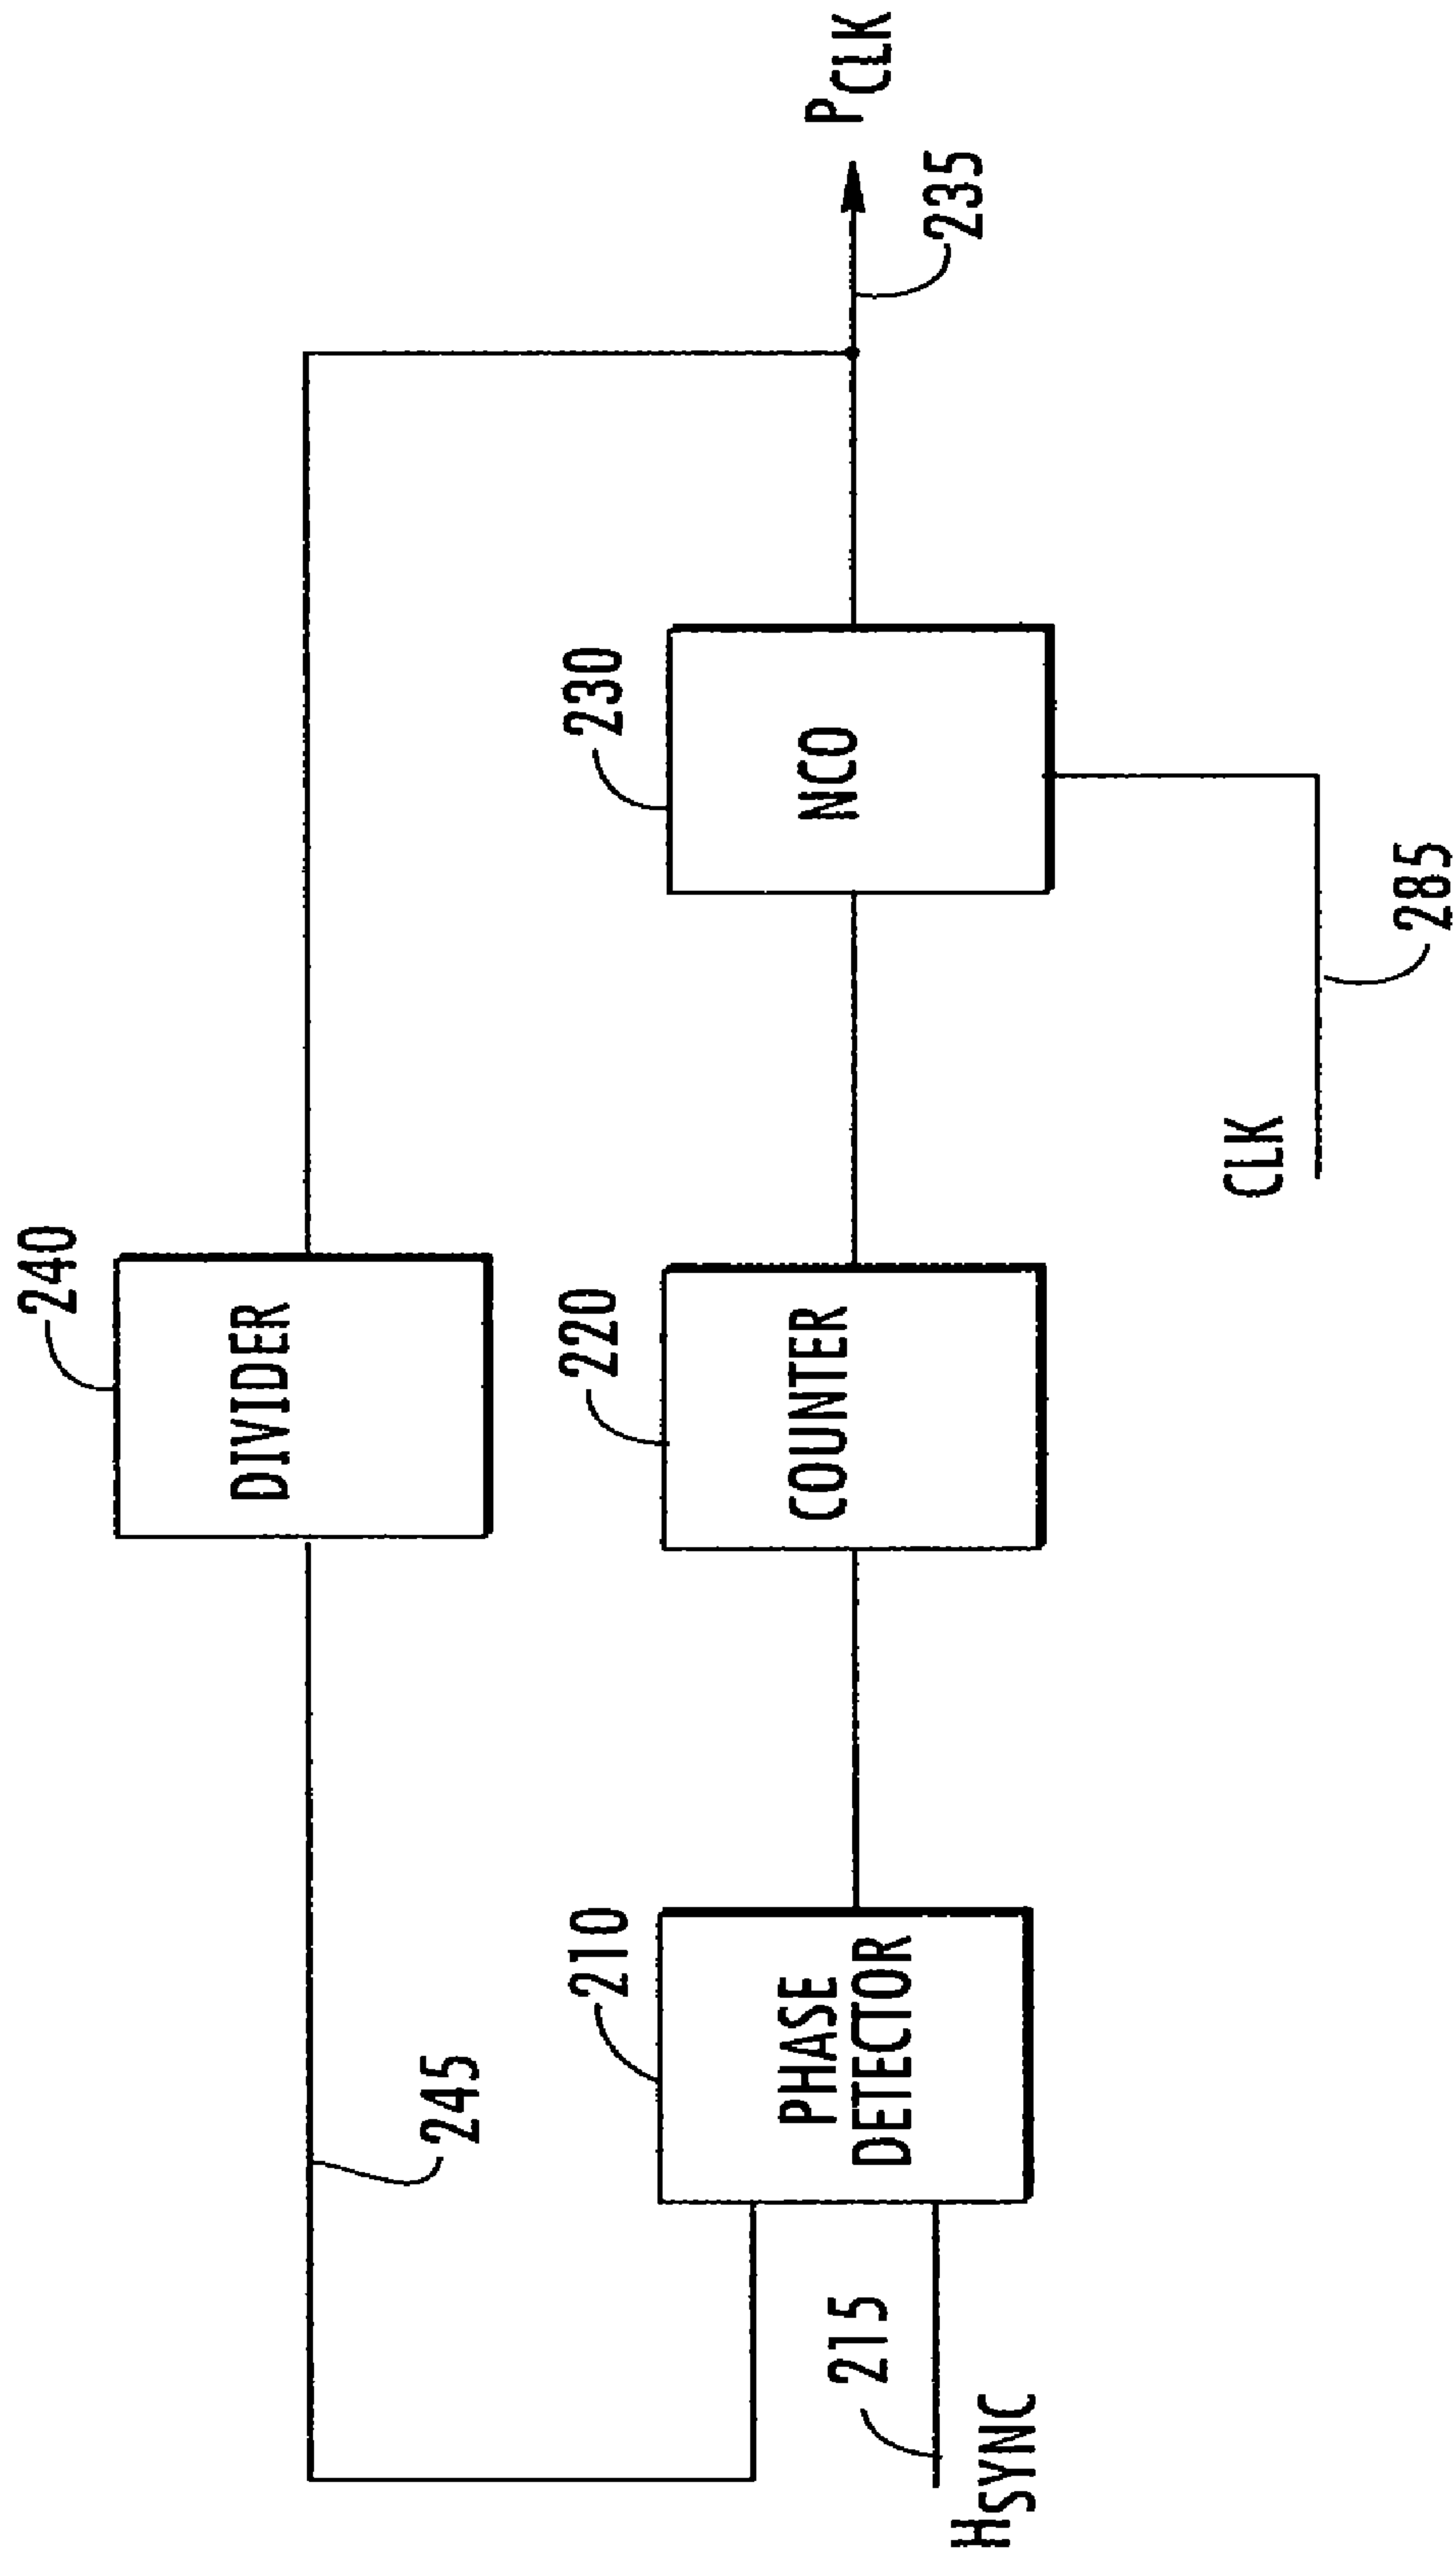 240
DIVIDER
245
210
PHASE
DETECTOR
220
COUNTER
230
NCO
215
HSYNC
CLK
285
235
PCLK